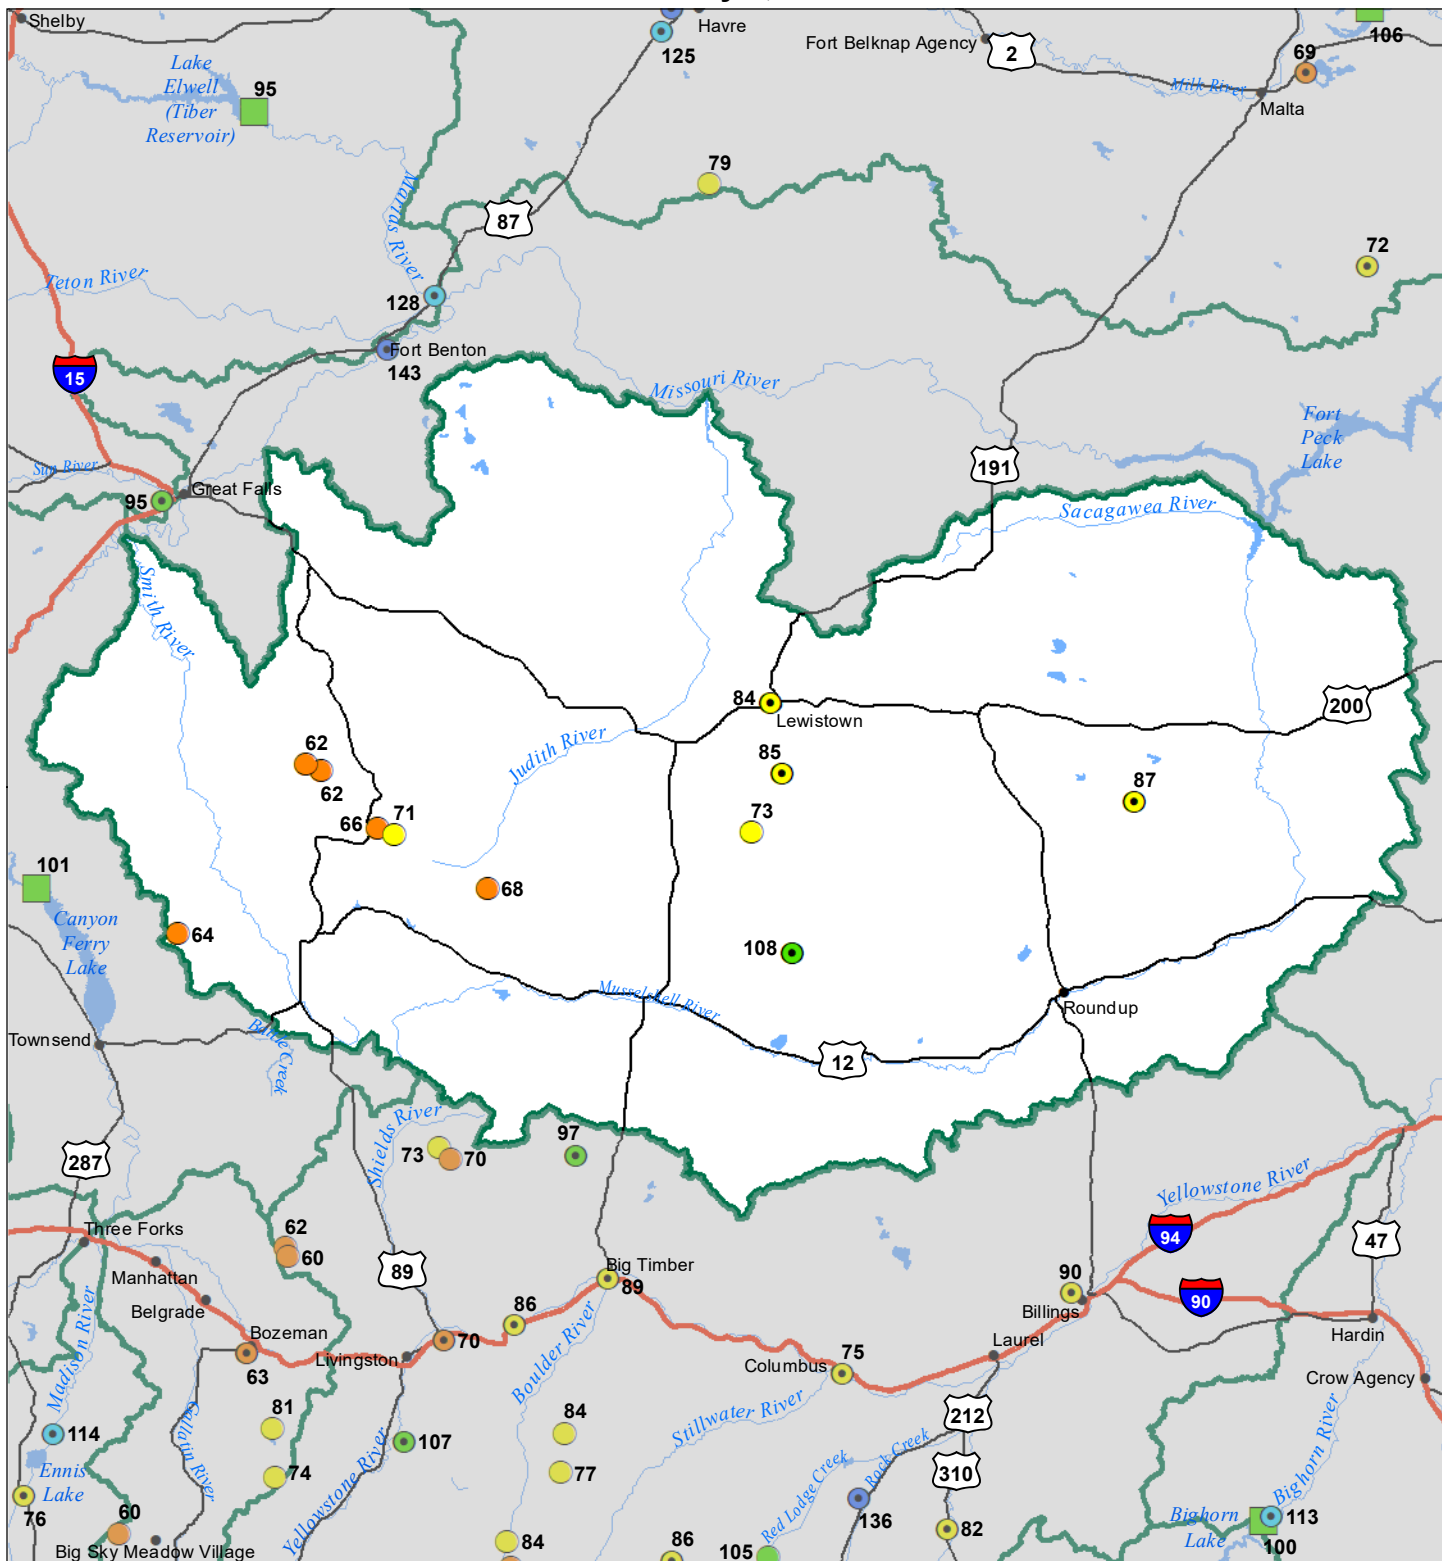 Shelby
Havre
125
Fort Belknap Agency
2
106
69
Milk River
Malta
Lake
Elwell
(Tiber
Reservoir)
95
79
Marias River
87
72
Teton River
128
Fort Benton
143
15
Missouri River
Fort
Peck
Lake
191
Sun River
Great Falls
95
Sacagawea River
Smith River
84
Lewistown
200
Judith River
62
62
85
87
66
71
73
68
101
Canyon
Ferry
Lake
64
108
Musselshell River
Roundup
Townsend
Battle Creek
12
Shields River
73
70
97
287
Yellowstone River
Three Forks
62
60
94
47
Manhattan
89
Big Timber
89
90
Billings
90
Belgrade
Bozeman
86
Hardin
63
Livingston
70
Boulder River
Columbus
75
Laurel
Crow Agency
Madison River
81
84
Stillwater River
212
114
Gallatin River
107
Rock Creek
Bighorn River
Ennis
Lake
74
77
310
Yellowstone River
Red Lodge Creek
76
60
136
82
Bighorn
Lake
113
100
Big Sky Meadow Village
84
86
105